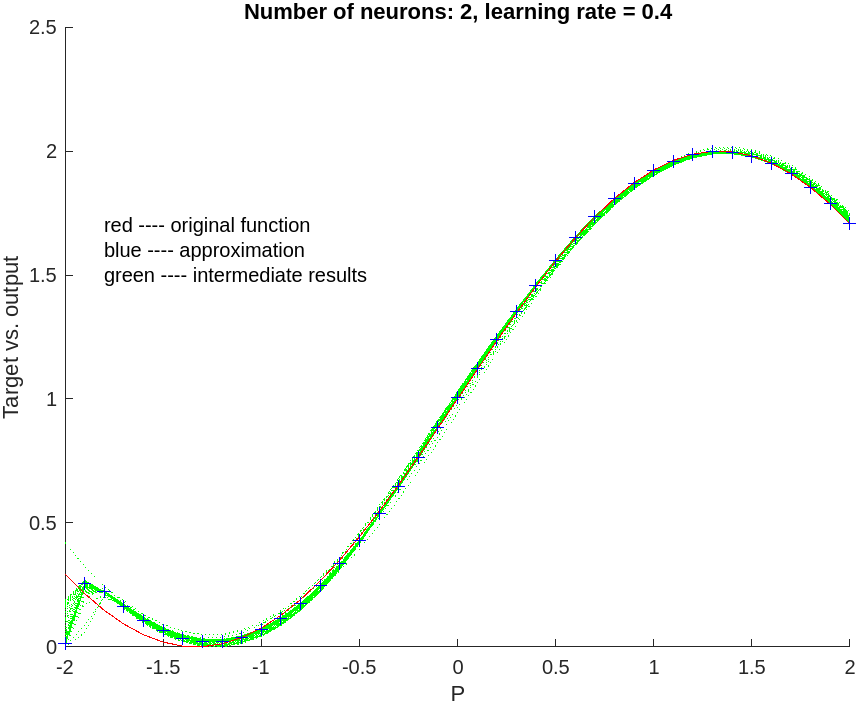 Number of neurons: 2, learning rate = 0.4
2.5
2
red ---- original function
blue ---- approximation
green ---- intermediate results
1.5
Target vs. output
1
0.5
0
-2 -1.5 -1 -0.5 0 0.5 1 1.5 2
P